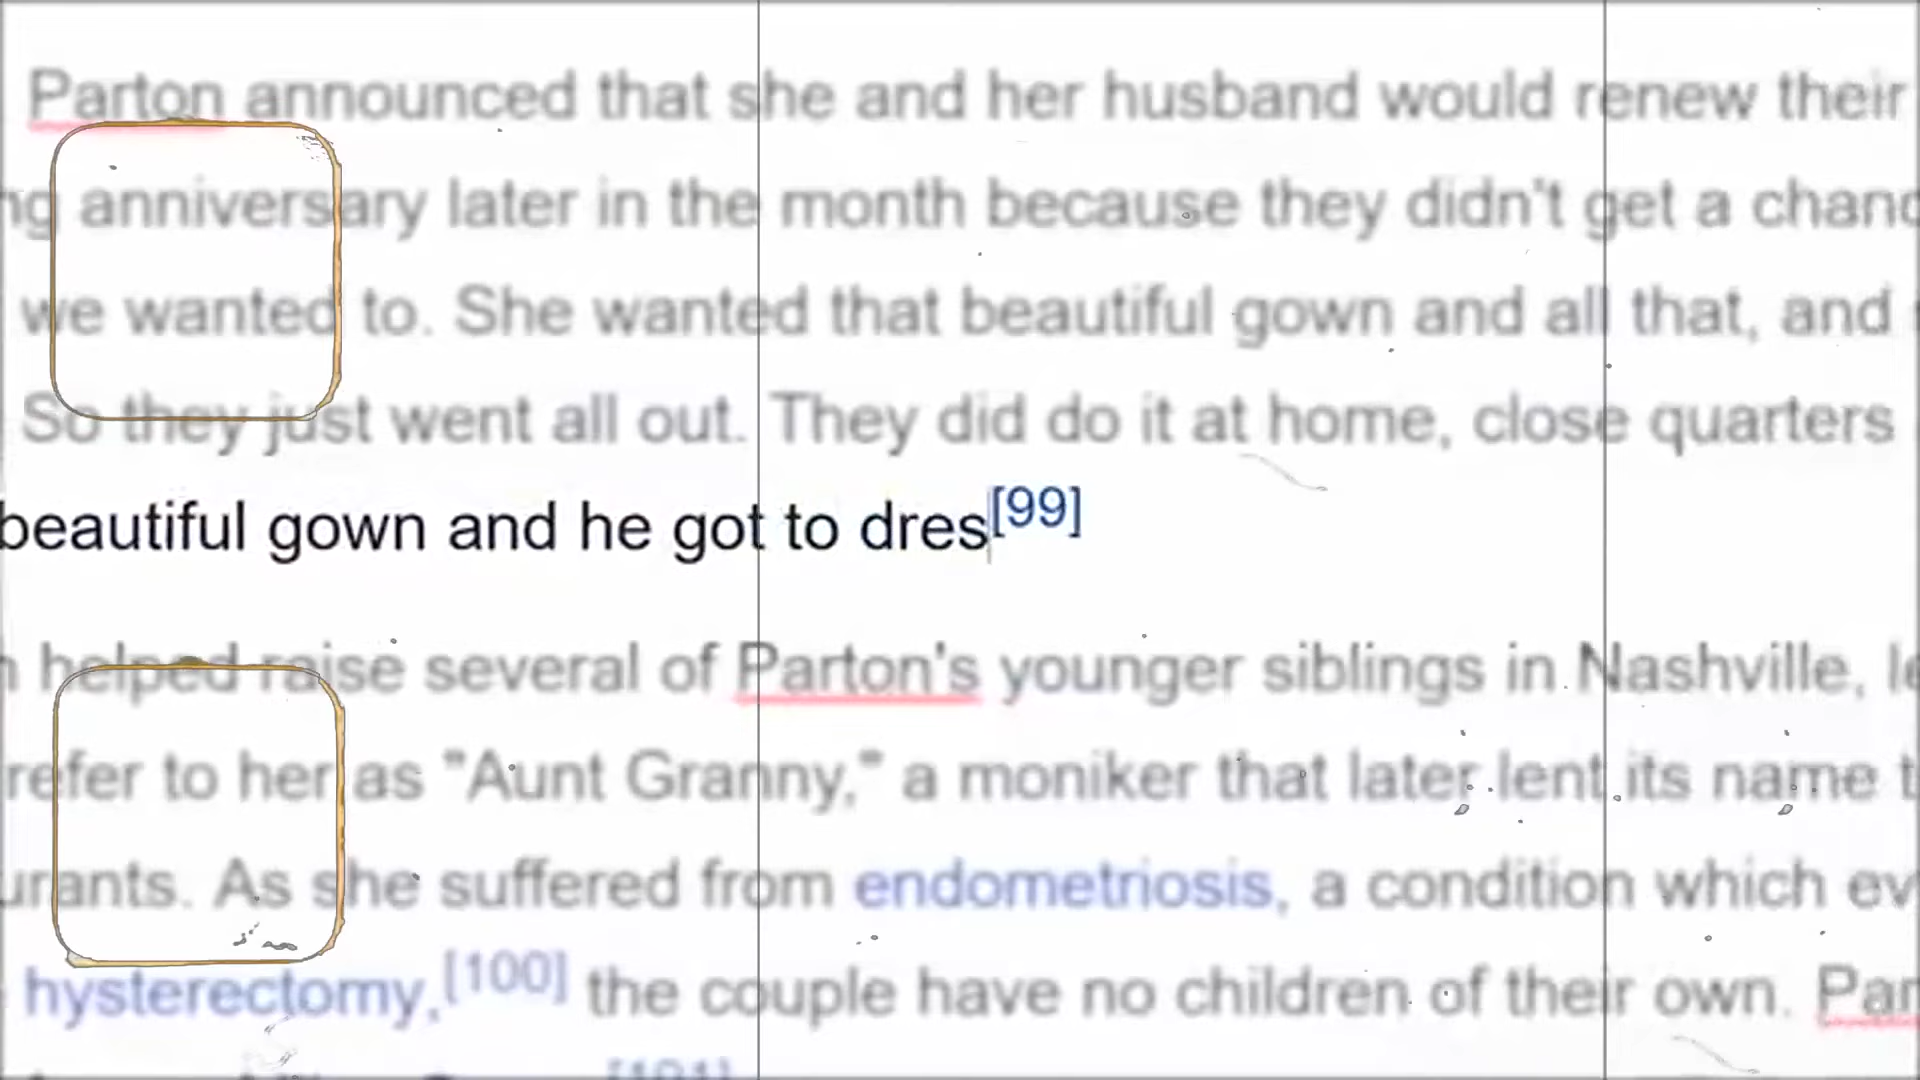 Parton announced that she and her husband would renew their
ng anniversary later in the month because they didn't get a chanc
we wanted to. She wanted that beautiful gown and all that, and
So they just went all out. They did do it at home, close quarters
beautiful gown and he got to dres[99]
helped raise several of Parton's younger siblings in Nashville, le
refer to her as "Aunt Granny," a moniker that later lent its name t
urants. As she suffered from endometriosis, a condition which ev
hysterectomy,[100] the couple have no children of their own. Par
[101]